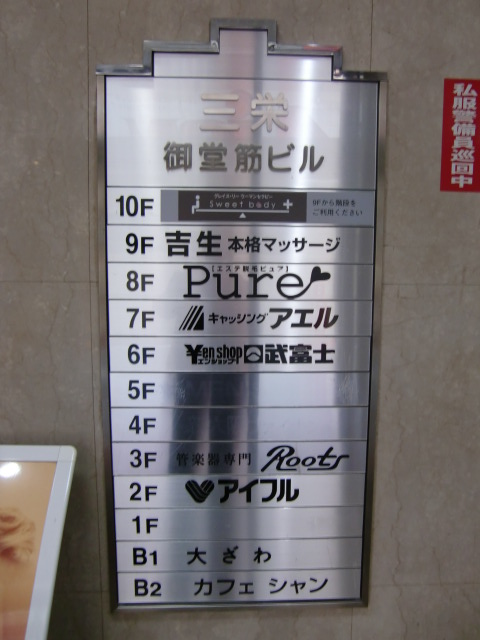 三栄
御堂筋ビル
10F Sweet body 9Fから階段を
ご利用ください
9F 吉生 本格マッサージ
8F [エステ脱毛ピュア]
Pure
7F キャッシング アエル
6F ¥en shop 武富士
エンショップ
5F
4F
3F 管楽器専門 Roots
2F アイフル
1F
B1 大ざわ
B2 カフェ シャン
私服警備員巡回中